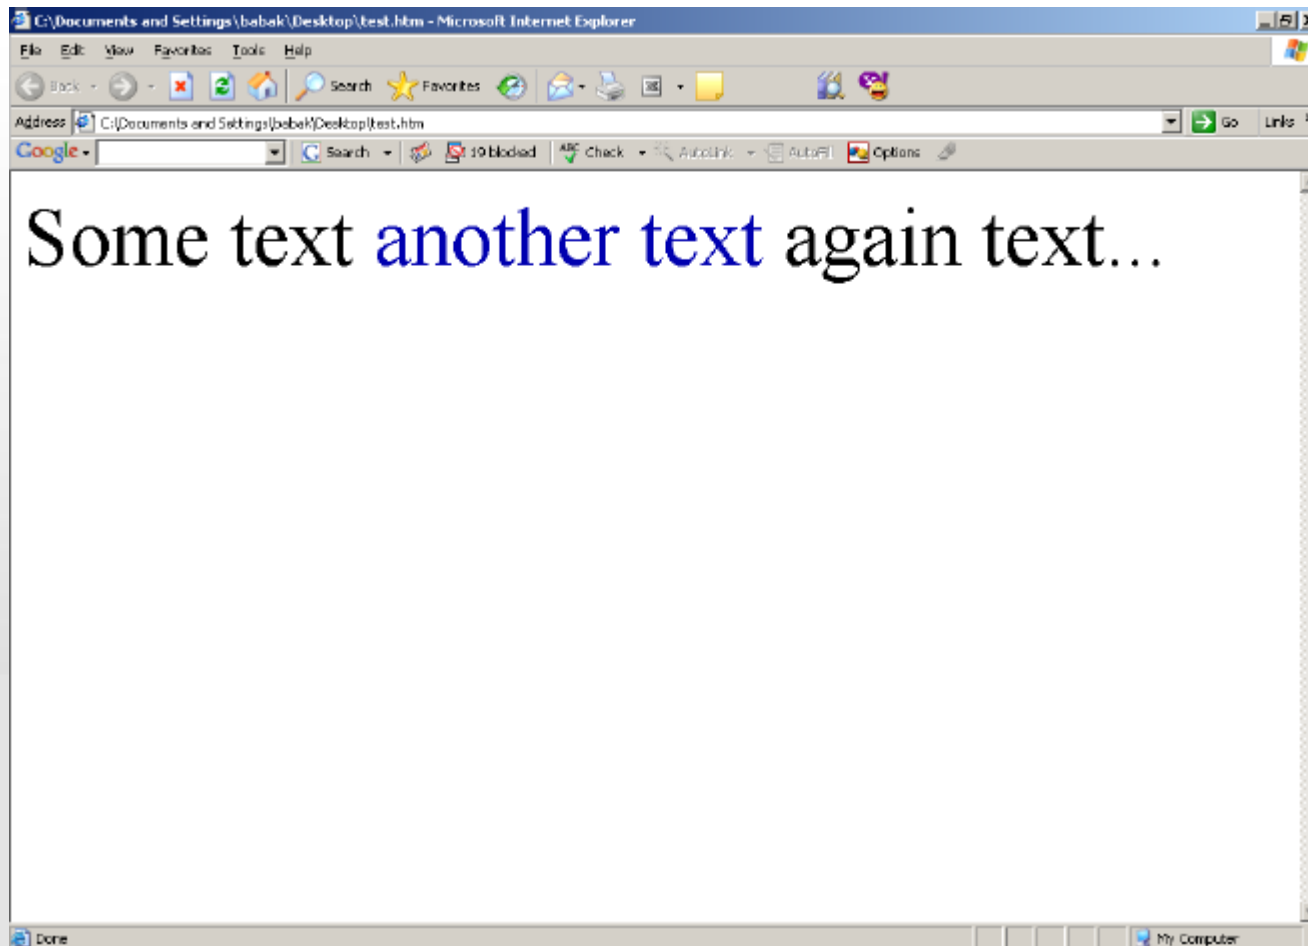 C:\Documents and Settings\babak\Desktop\test.htm - Microsoft Internet Explorer
File Edit View Favorites Tools Help
Back Search Favorites
Address C:\Documents and Settings\babak\Desktop\test.htm Go Links
Google Search 19 blocked ABC Check AutoLink AutoFill Options
Some text another text again text...
Done My Computer